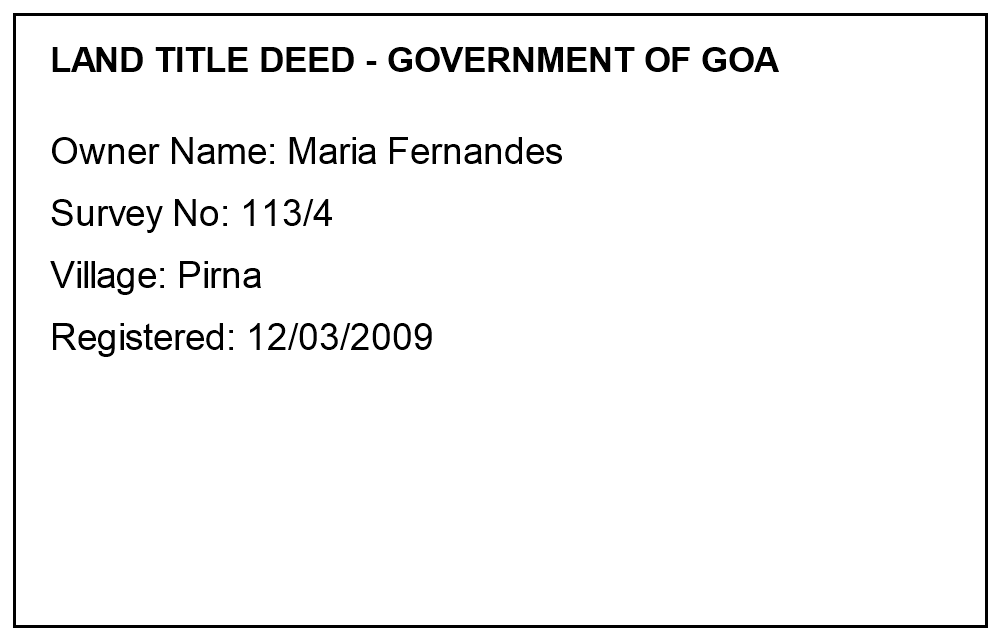 LAND TITLE DEED - GOVERNMENT OF GOA
Owner Name: Maria Fernandes
Survey No: 113/4
Village: Pirna
Registered: 12/03/2009